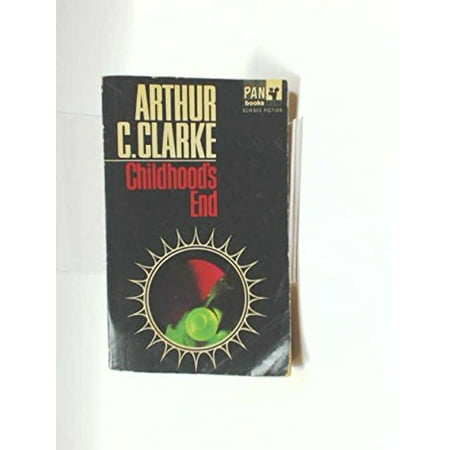 ARTHUR
C. CLARKE
Childhood's
End
PAN
books
SCIENCE FICTION